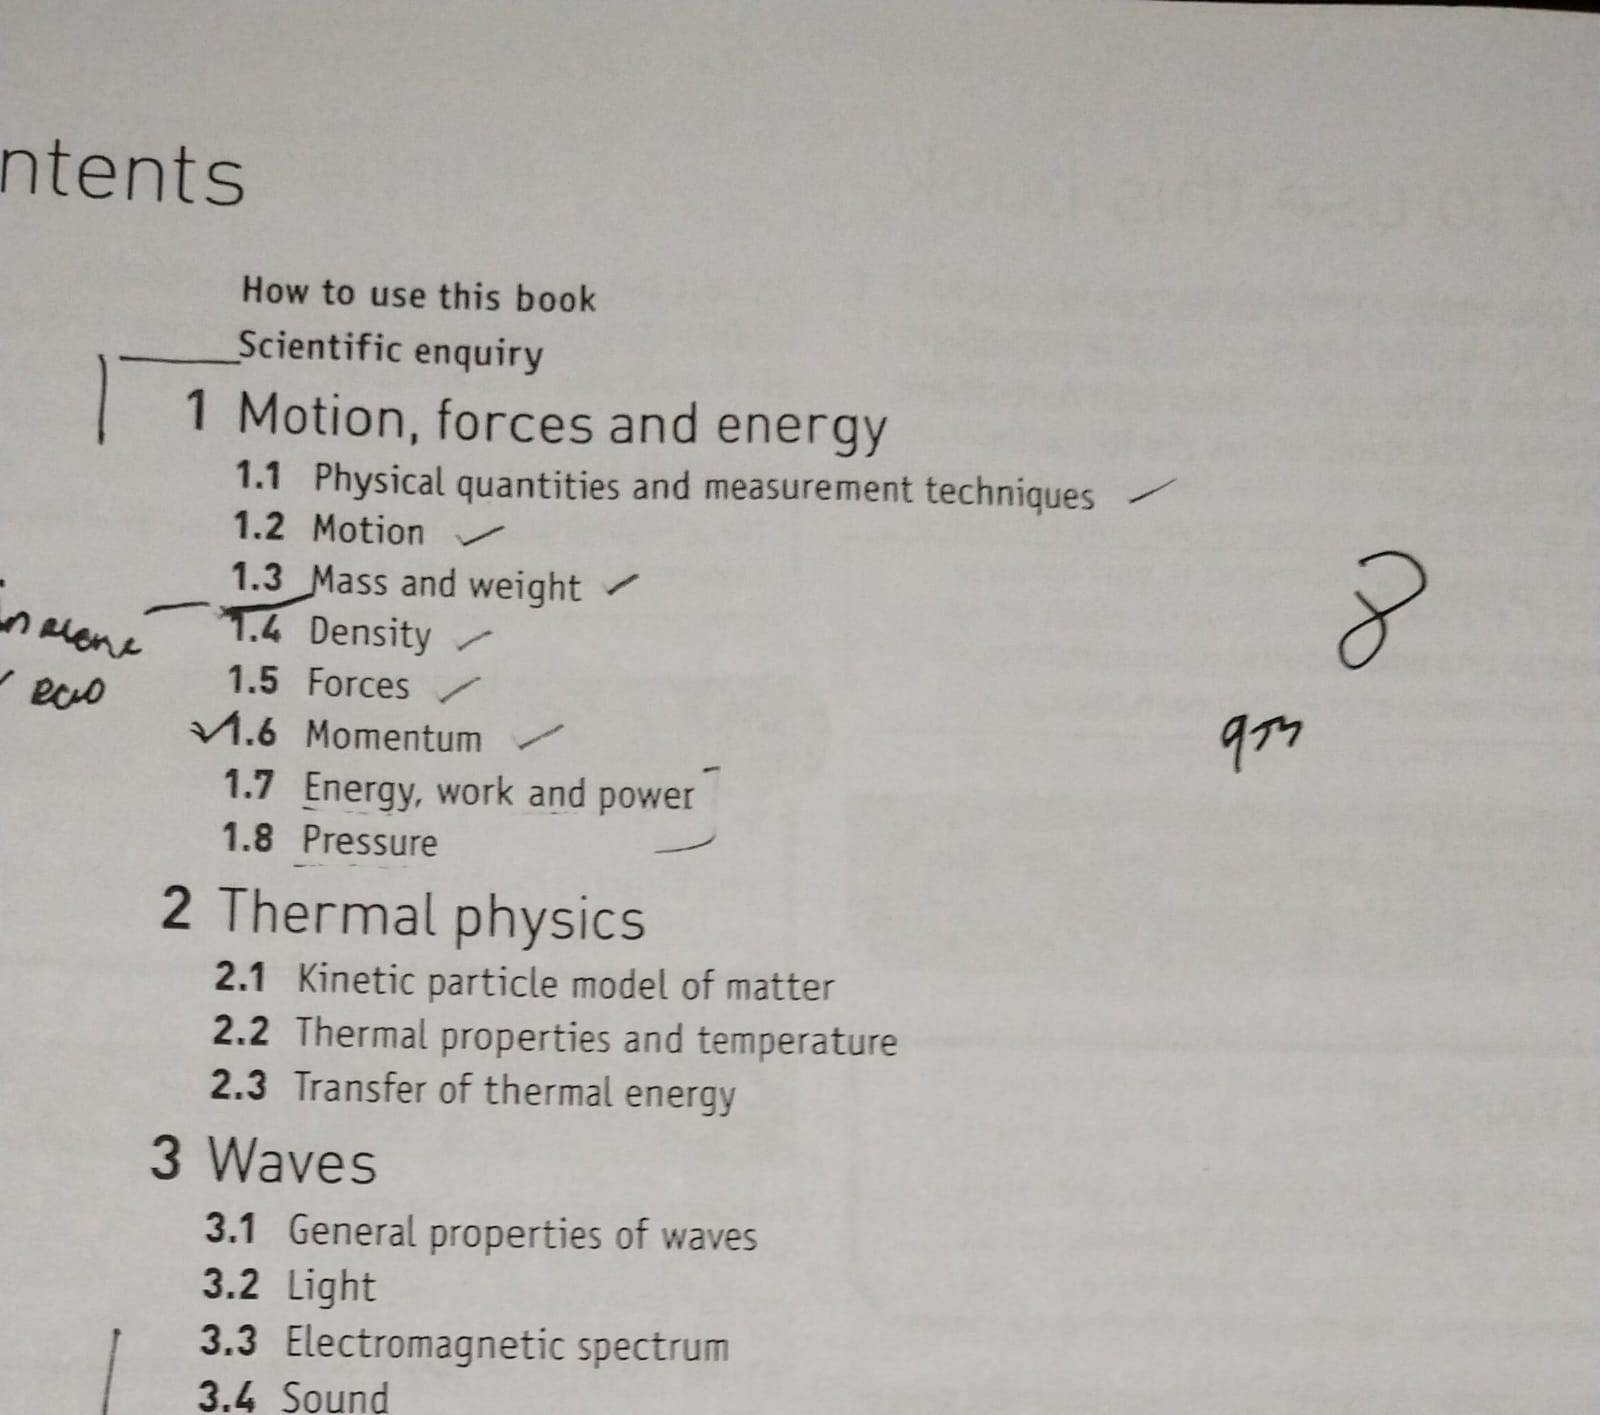 ntents
How to use this book
Scientific enquiry
1 Motion, forces and energy
1.1 Physical quantities and measurement techniques
1.2 Motion
1.3 Mass and weight
1.4 Density
1.5 Forces
1.6 Momentum
1.7 Energy, work and power
1.8 Pressure
2 Thermal physics
2.1 Kinetic particle model of matter
2.2 Thermal properties and temperature
2.3 Transfer of thermal energy
3 Waves
3.1 General properties of waves
3.2 Light
3.3 Electromagnetic spectrum
3.4 Sound
8